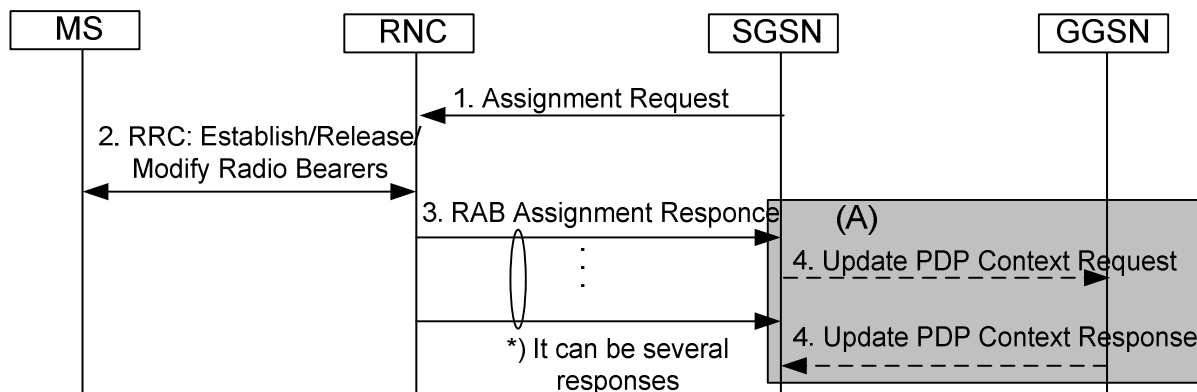 MS
RNC
SGSN
GGSN
1. Assignment Request
2. RRC: Establish/Release/
Modify Radio Bearers
3. RAB Assignment Responce
(A)
4. Update PDP Context Request
4. Update PDP Context Response
*) It can be several
responses